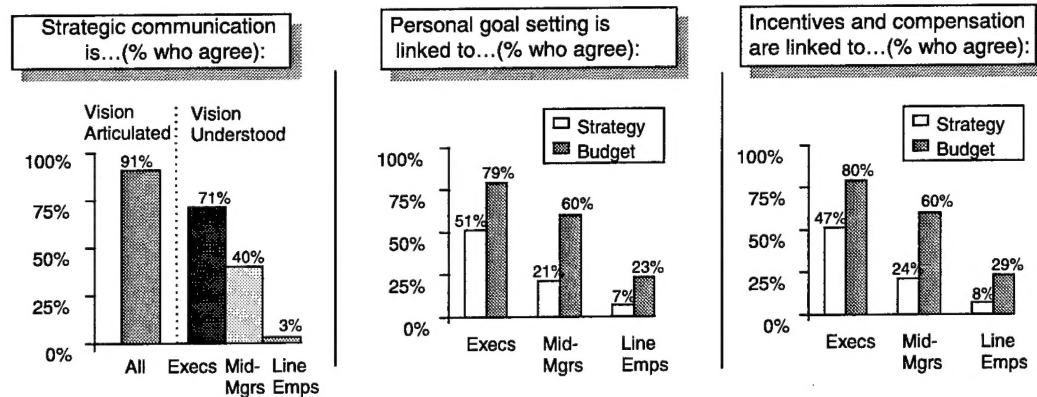 Strategic communication
is...(% who agree):
Vision
Articulated
Vision
Understood
100%
75%
50%
25%
0%
91%
71%
40%
3%
All
Execs
Mid-
Mgrs
Line
Emps
Personal goal setting is
linked to...(% who agree):
Strategy
Budget
100%
75%
50%
25%
0%
51%
79%
21%
60%
7%
23%
Execs
Mid-
Mgrs
Line
Emps
Incentives and compensation
are linked to...(% who agree):
Strategy
Budget
100%
75%
50%
25%
0%
47%
80%
24%
60%
8%
29%
Execs
Mid-
Mgrs
Line
Emps